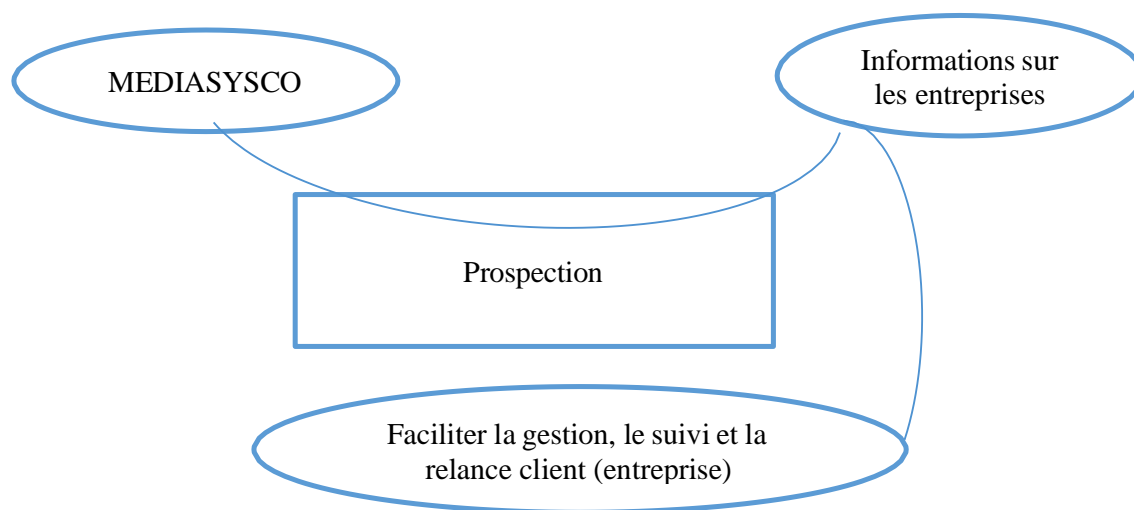 MEDIASYSCO
Informations sur
les entreprises
Prospection
Faciliter la gestion, le suivi et la
relance client (entreprise)